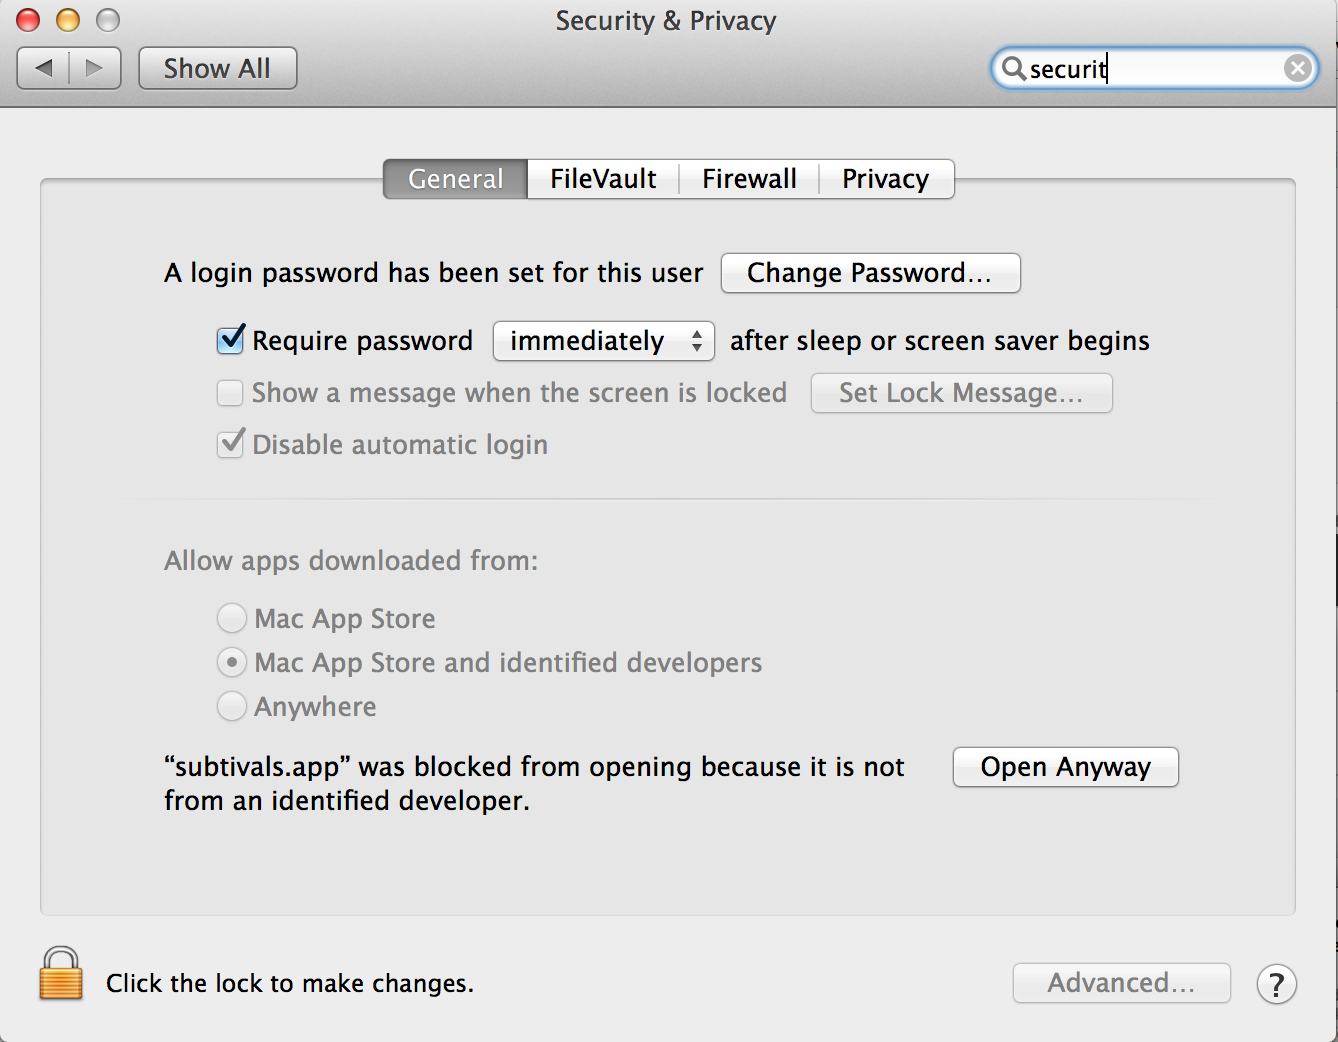 Security & Privacy
Show All
securit
General FileVault Firewall Privacy
A login password has been set for this user Change Password...
Require password immediately after sleep or screen saver begins
Show a message when the screen is locked Set Lock Message...
Disable automatic login
Allow apps downloaded from:
Mac App Store
Mac App Store and identified developers
Anywhere
“subtivals.app” was blocked from opening because it is not
from an identified developer.
Open Anyway
Click the lock to make changes.
Advanced...
?